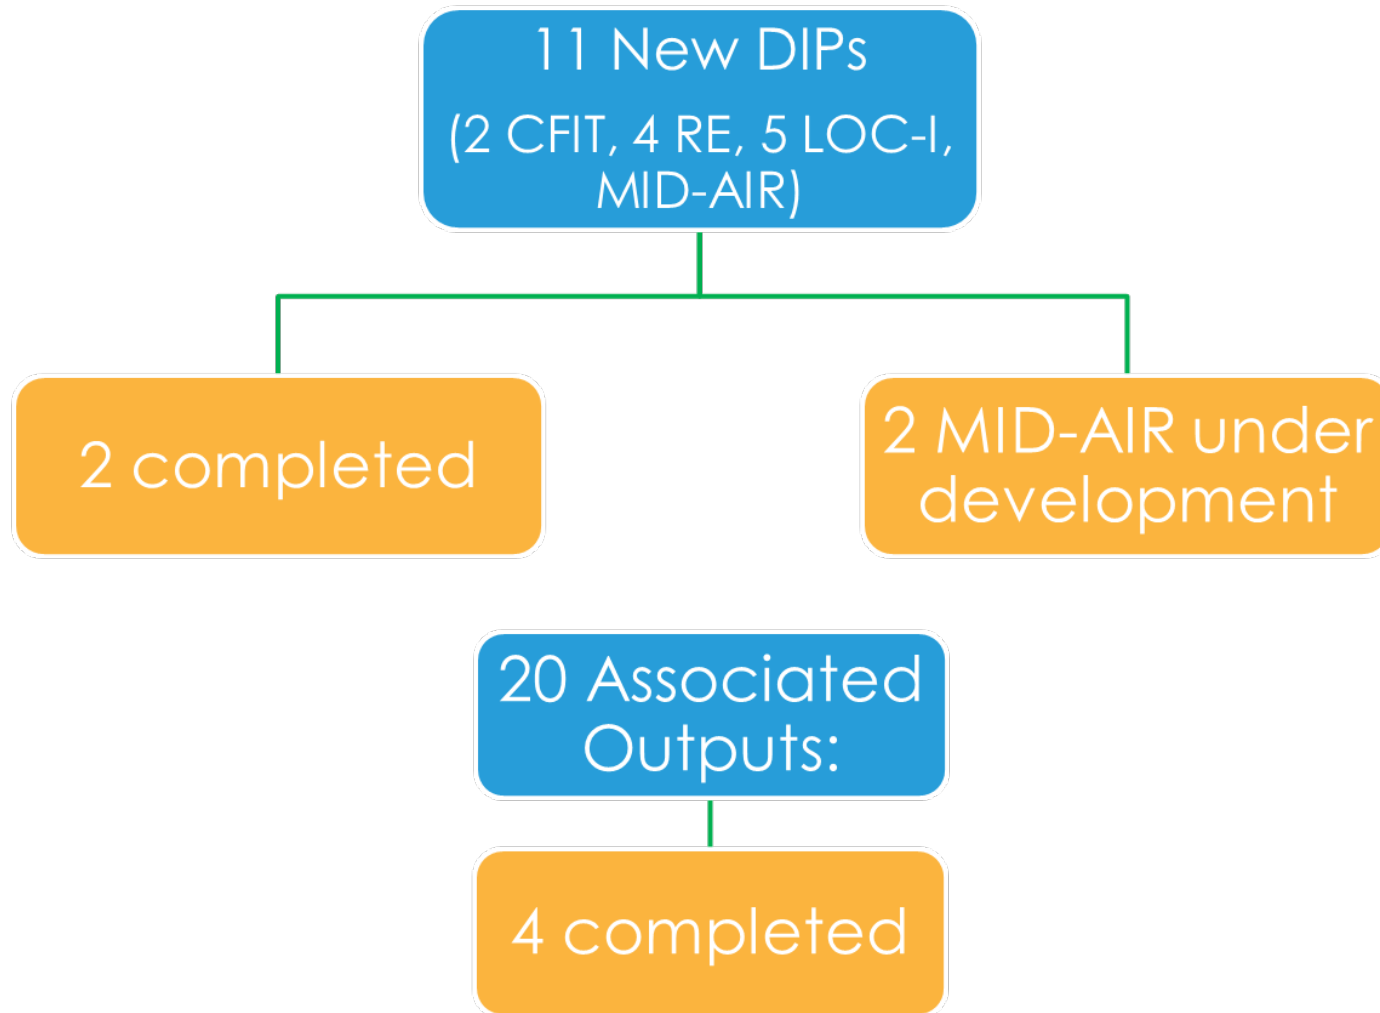 11 New DIPs
(2 CFIT, 4 RE, 5 LOC-I,
MID-AIR)
2 completed
2 MID-AIR under
development
20 Associated
Outputs:
4 completed